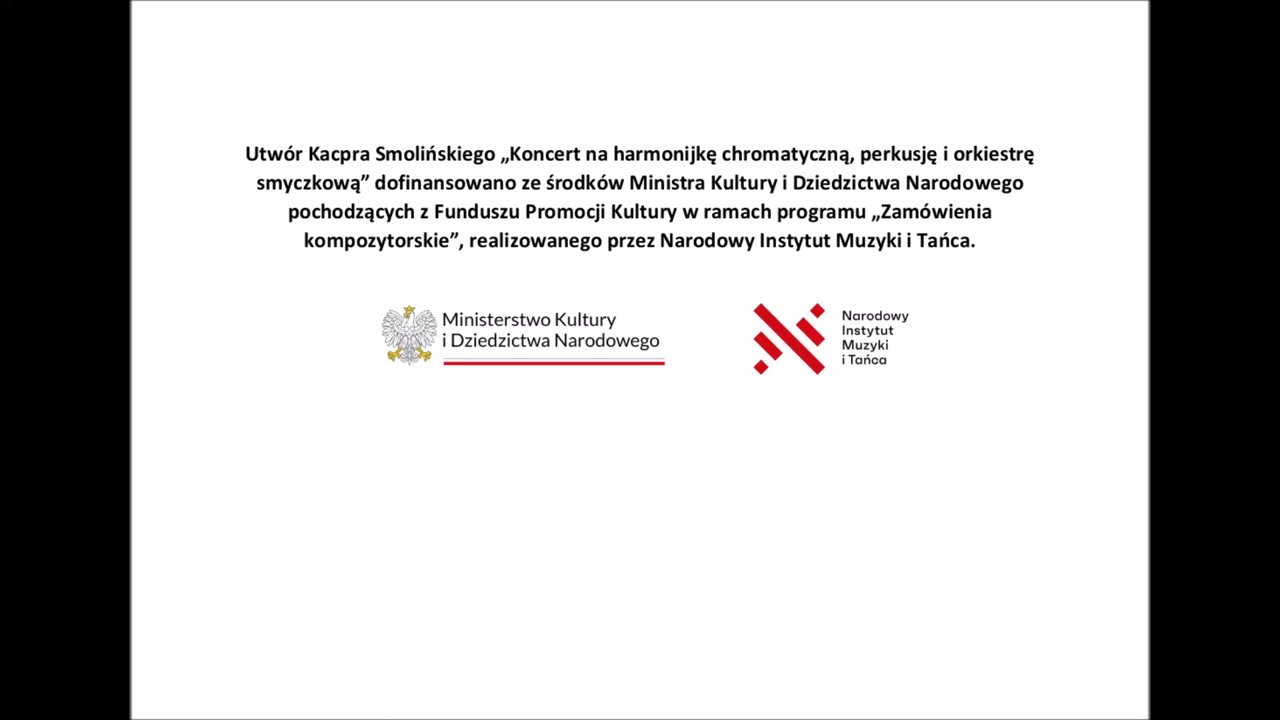 Utwór Kacpra Smolińskiego „Koncert na harmonijkę chromatyczną, perkusję i orkiestrę
smyczkową” dofinansowano ze środków Ministra Kultury i Dziedzictwa Narodowego
pochodzących z Funduszu Promocji Kultury w ramach programu „Zamówienia
kompozytorskie”, realizowanego przez Narodowy Instytut Muzyki i Tańca.
Ministerstwo Kultury
i Dziedzictwa Narodowego
Narodowy
Instytut
Muzyki
i Tańca